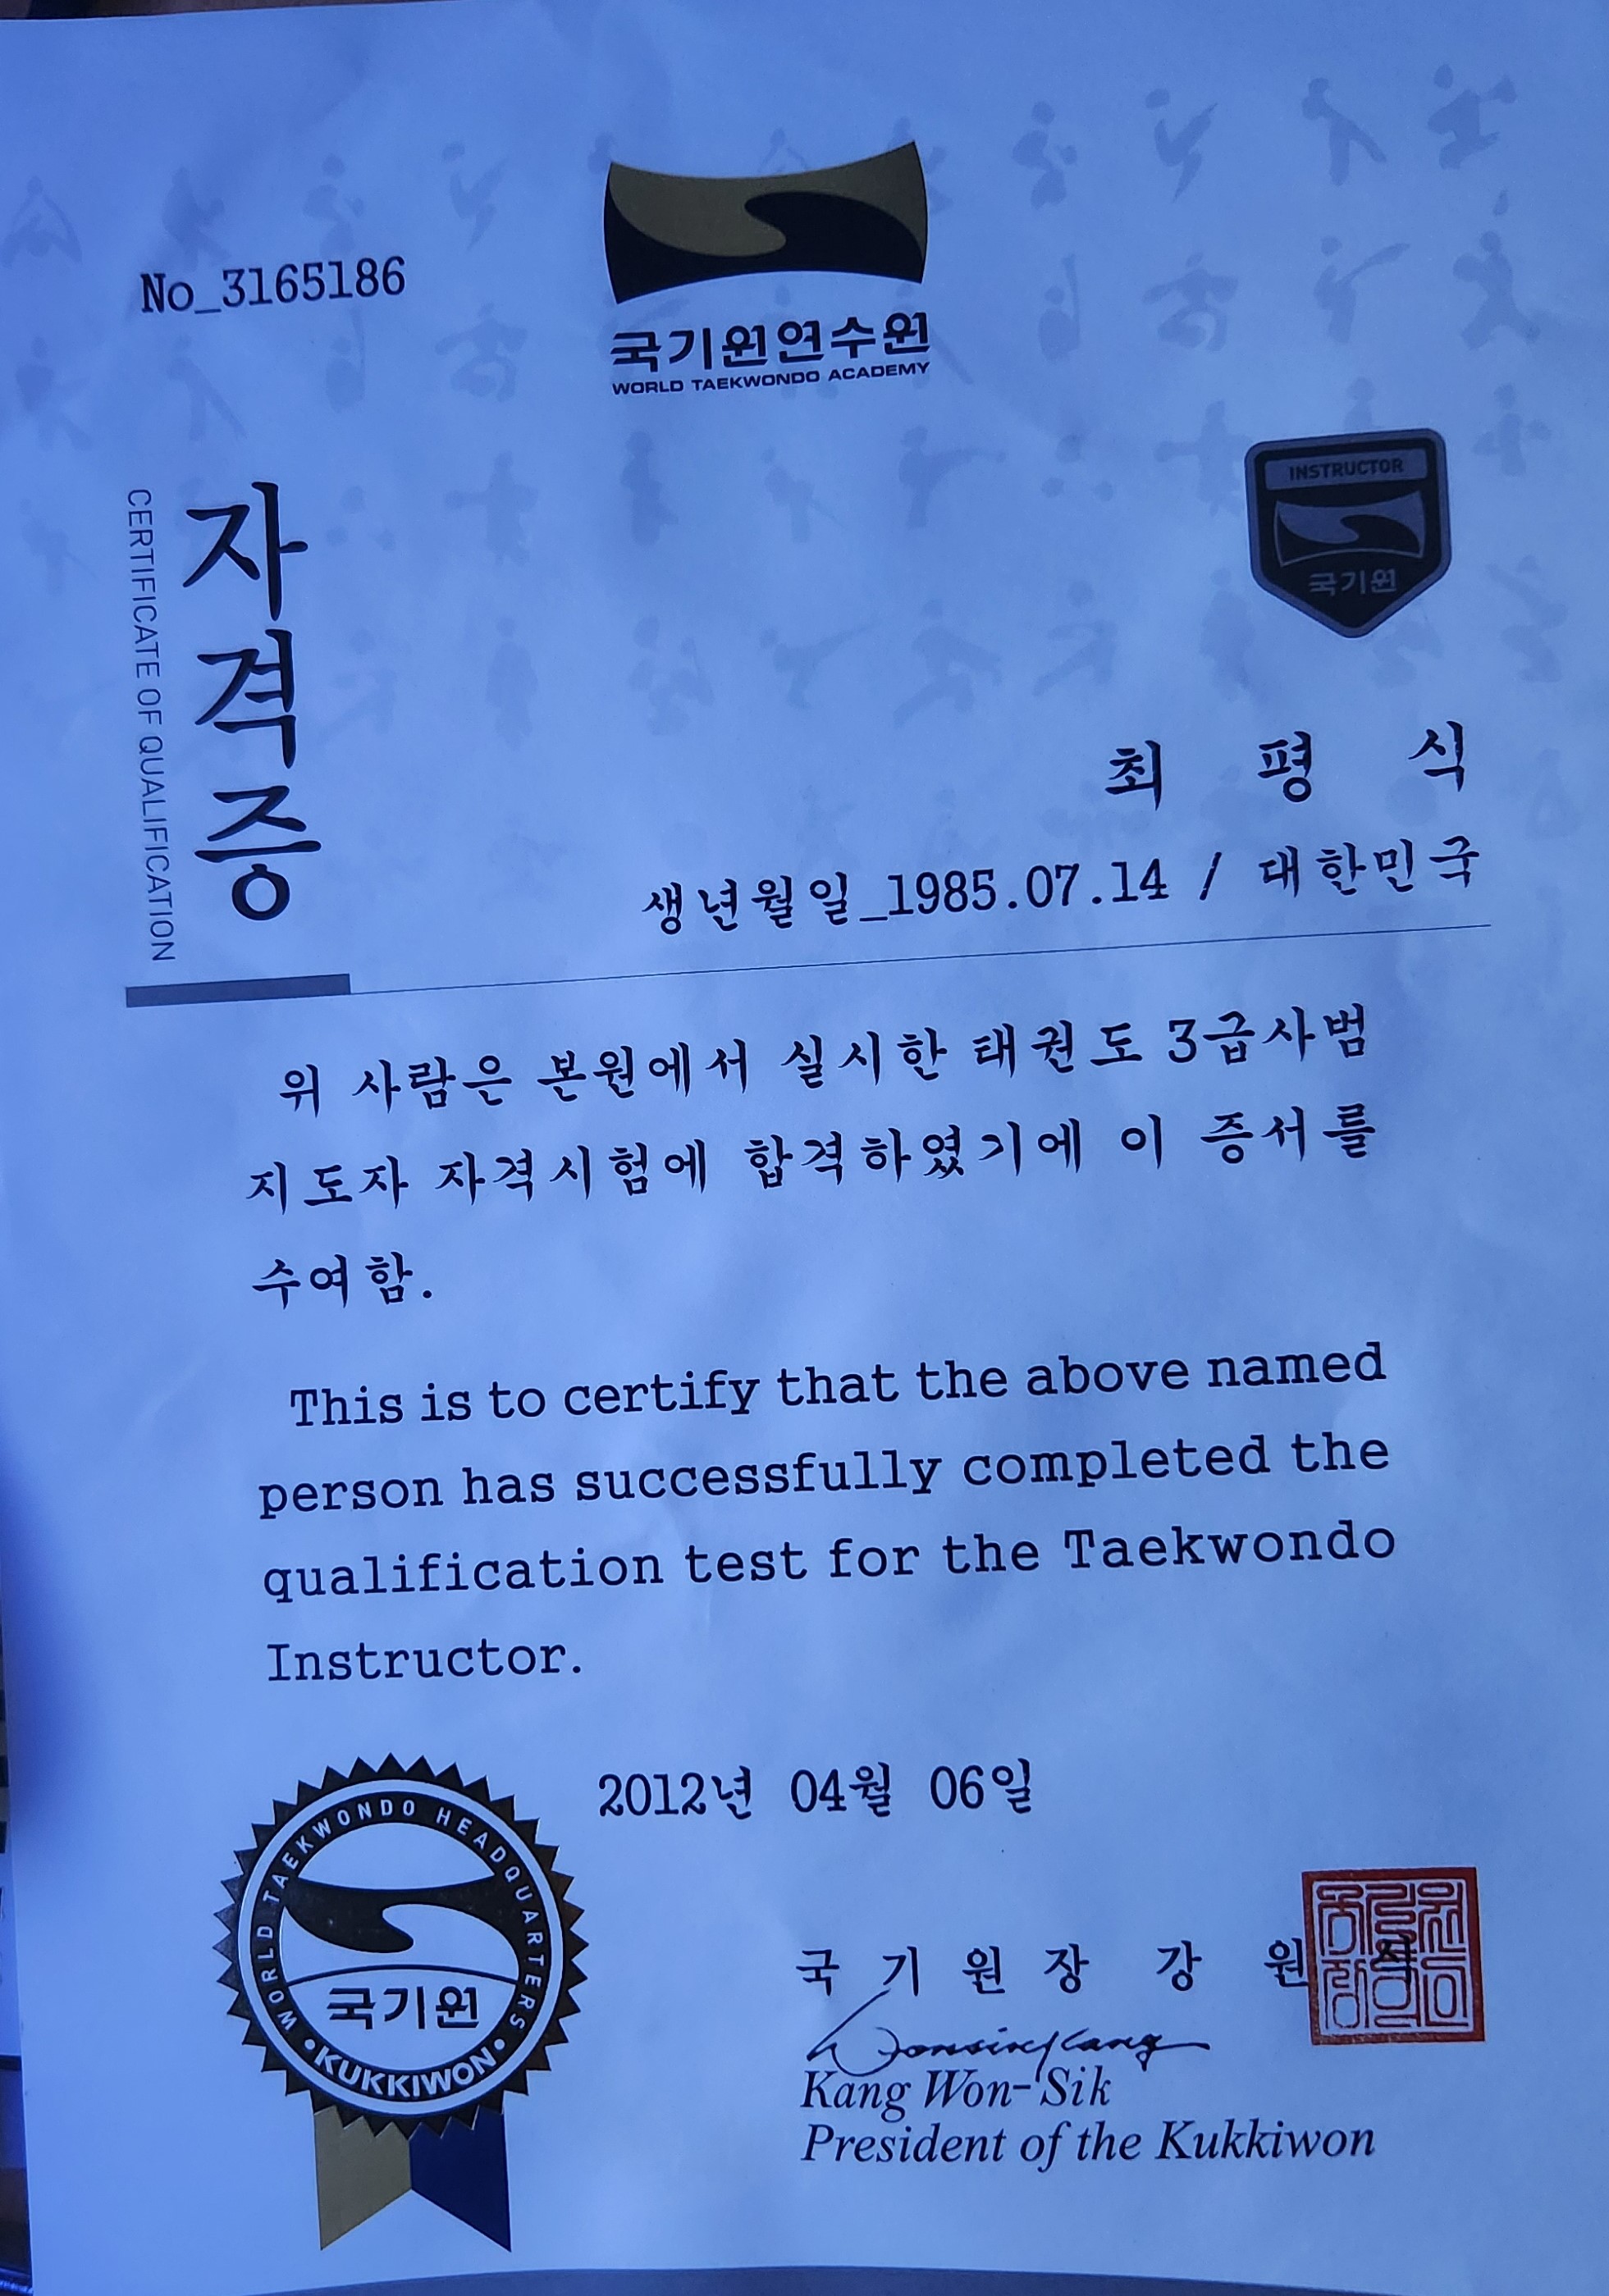 No_3165186
국기원연수원
WORLD TAEKWONDO ACADEMY
INSTRUCTOR
국기원
자격증
CERTIFICATE OF QUALIFICATION
최 평 식
생년월일_1985.07.14 / 대한민국
위 사람은 본원에서 실시한 태권도 3급사범
지도자 자격시험에 합격하였기에 이 증서를
수여함.
This is to certify that the above named
person has successfully completed the
qualification test for the Taekwondo
Instructor.
2012년 04월 06일
WORLD TAEKWONDO HEADQUARTERS
국기원
• KUKKIWON •
국 기 원 장 강 원 식
Kang Won-Sik
President of the Kukkiwon